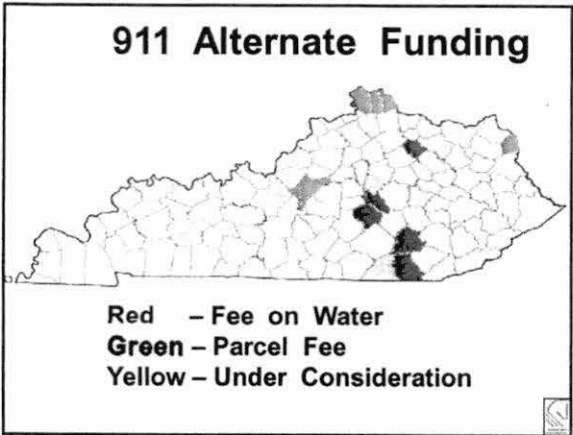 911 Alternate Funding
Red – Fee on Water
Green – Parcel Fee
Yellow – Under Consideration